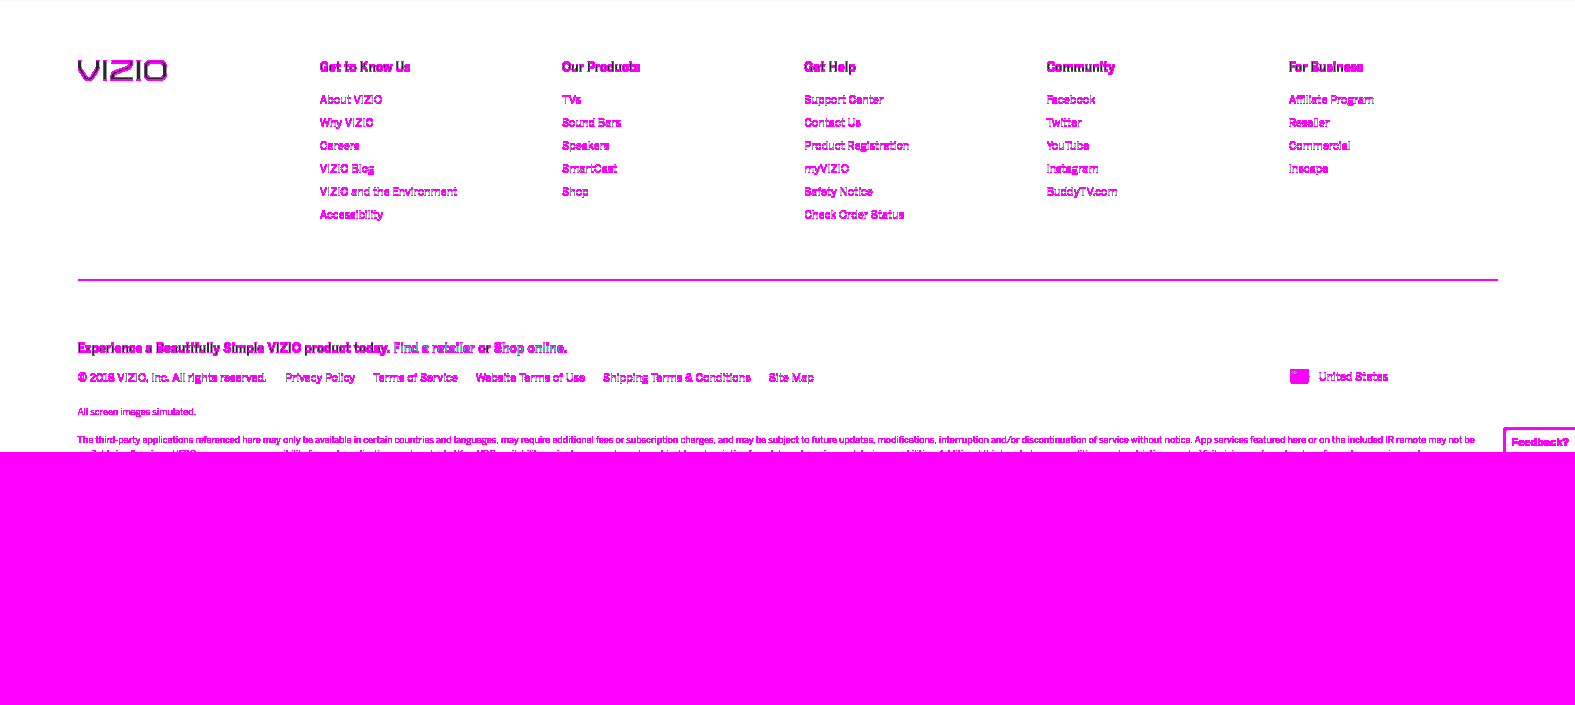 VIZIO
Get to Know Us
About VIZIO
Why VIZIO
Careers
VIZIO Blog
VIZIO and the Environment
Accessibility
Our Products
TVs
Sound Bars
Speakers
SmartCast
Shop
Get Help
Support Center
Contact Us
Product Registration
myVIZIO
Safety Notice
Check Order Status
Community
Facebook
Twitter
YouTube
Instagram
BuddyTV.com
For Business
Affiliate Program
Reseller
Commercial
Inscape
Experience a Beautifully Simple VIZIO product today. Find a retailer or Shop online.
© 2018 VIZIO, Inc. All rights reserved. Privacy Policy Terms of Service Website Terms of Use Shipping Terms & Conditions Site Map
United States
All screen images simulated.
The third-party applications referenced here may only be available in certain countries and languages, may require additional fees or subscription charges, and may be subject to future updates, modifications, interruption and/or discontinuation of service without notice. App services featured here or on the included IR remote may not be
Feedback?